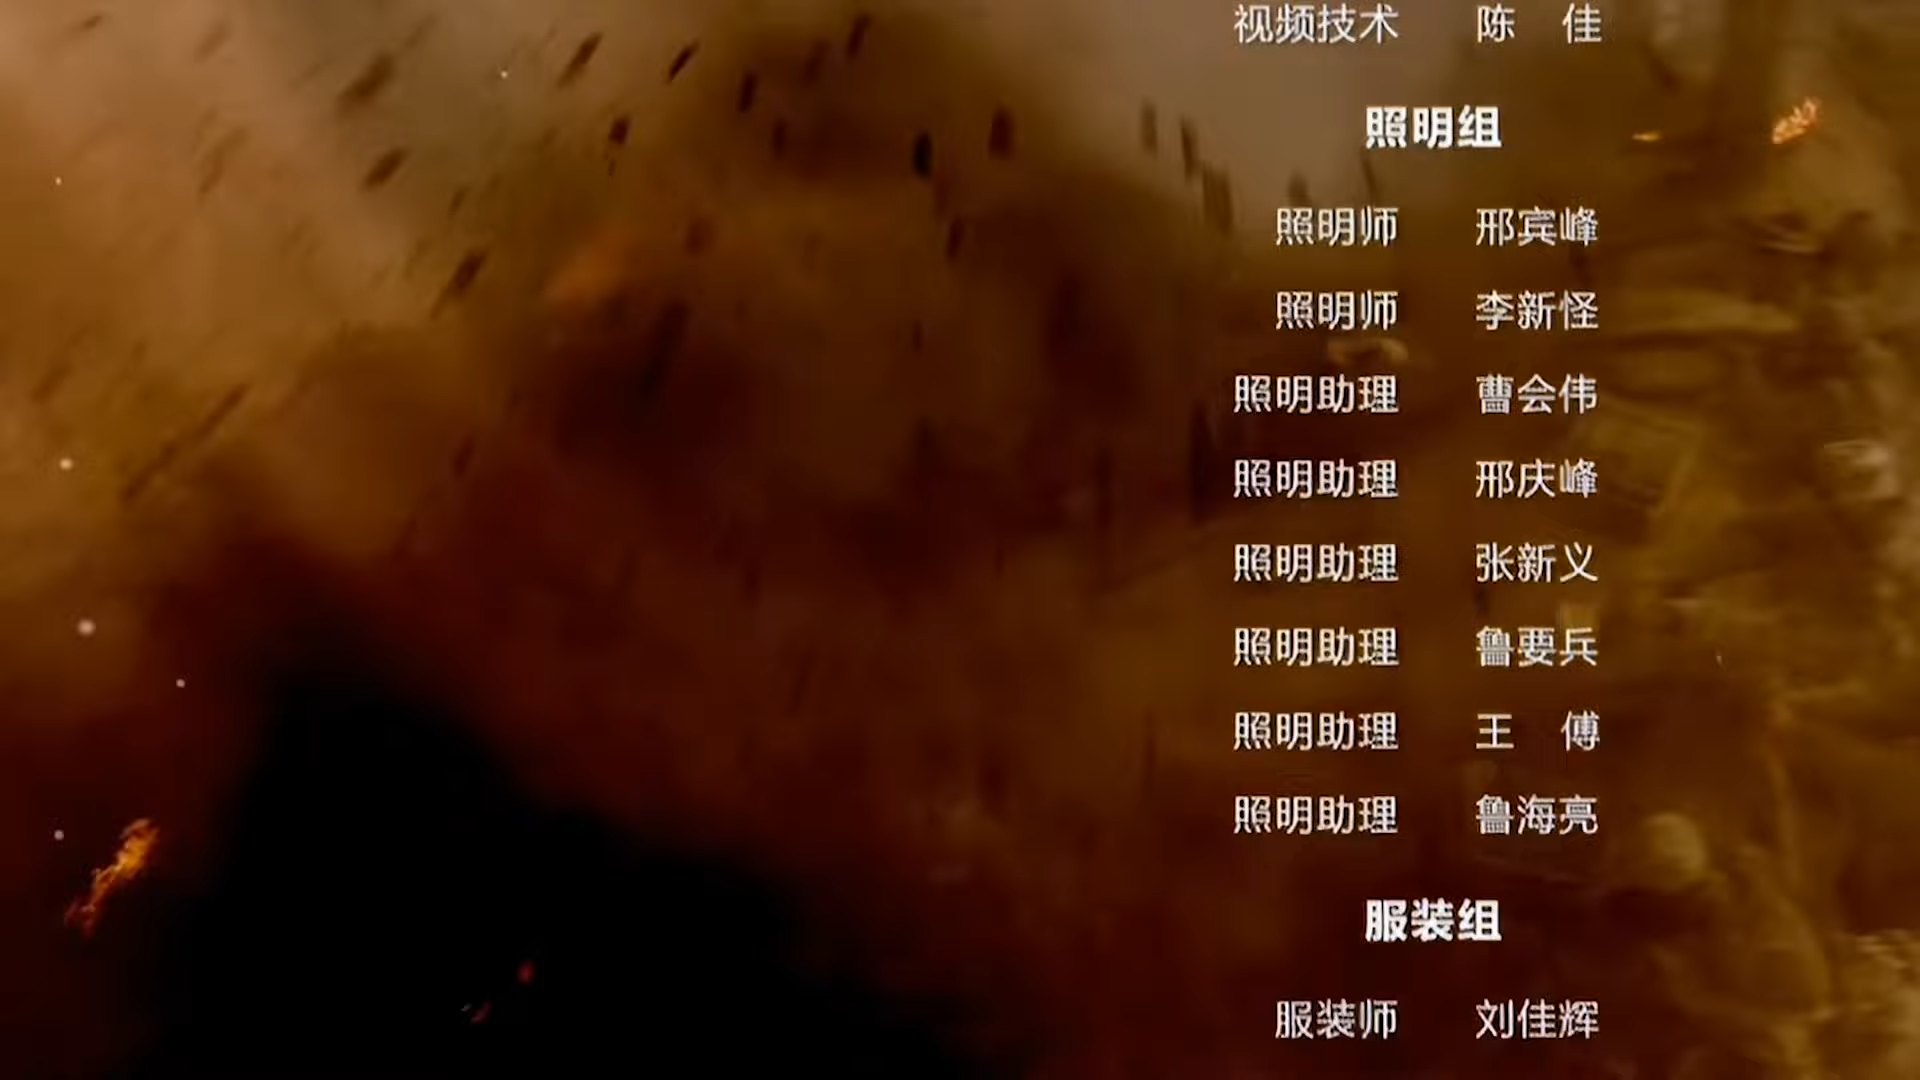 视频技术 陈 佳
照明组
照明师 邢宾峰
照明师 李新怪
照明助理 曹会伟
照明助理 邢庆峰
照明助理 张新义
照明助理 鲁要兵
照明助理 王 傅
照明助理 鲁海亮
服装组
服装师 刘佳辉